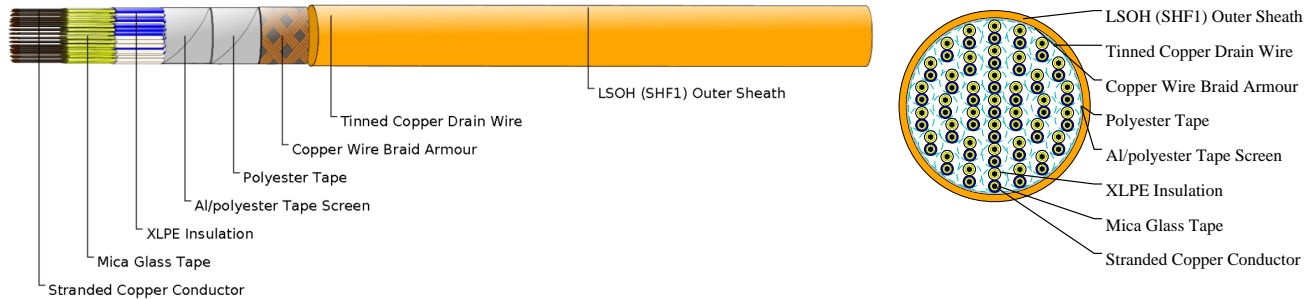 LSOH (SHF1) Outer Sheath
Tinned Copper Drain Wire
Copper Wire Braid Armour
Polyester Tape
Al/polyester Tape Screen
XLPE Insulation
Mica Glass Tape
Stranded Copper Conductor
LSOH (SHF1) Outer Sheath
Tinned Copper Drain Wire
Copper Wire Braid Armour
Polyester Tape
Al/polyester Tape Screen
XLPE Insulation
Mica Glass Tape
Stranded Copper Conductor